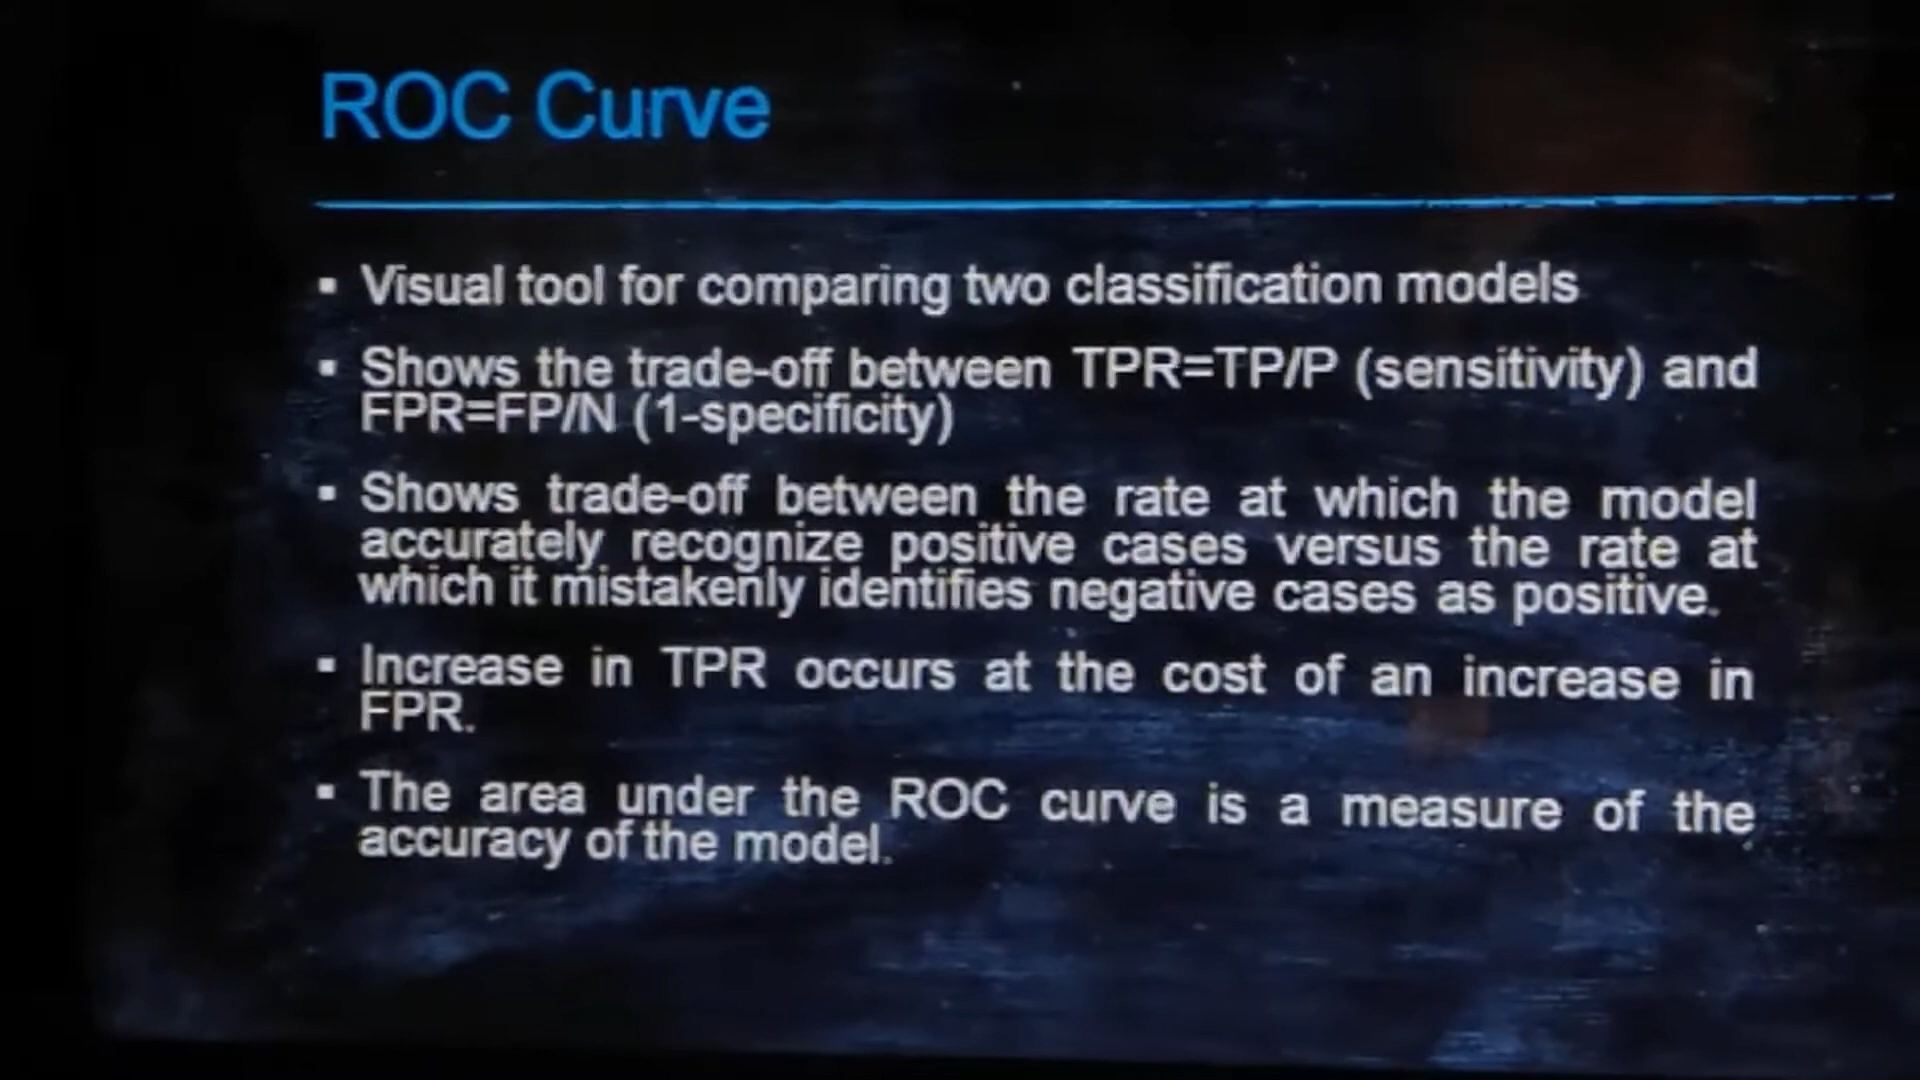 ROC Curve
▪ Visual tool for comparing two classification models
▪ Shows the trade-off between TPR=TP/P (sensitivity) and
FPR=FP/N (1-specificity)
▪ Shows trade-off between the rate at which the model
accurately recognize positive cases versus the rate at
which it mistakenly identifies negative cases as positive.
▪ Increase in TPR occurs at the cost of an increase in
FPR.
▪ The area under the ROC curve is a measure of the
accuracy of the model.